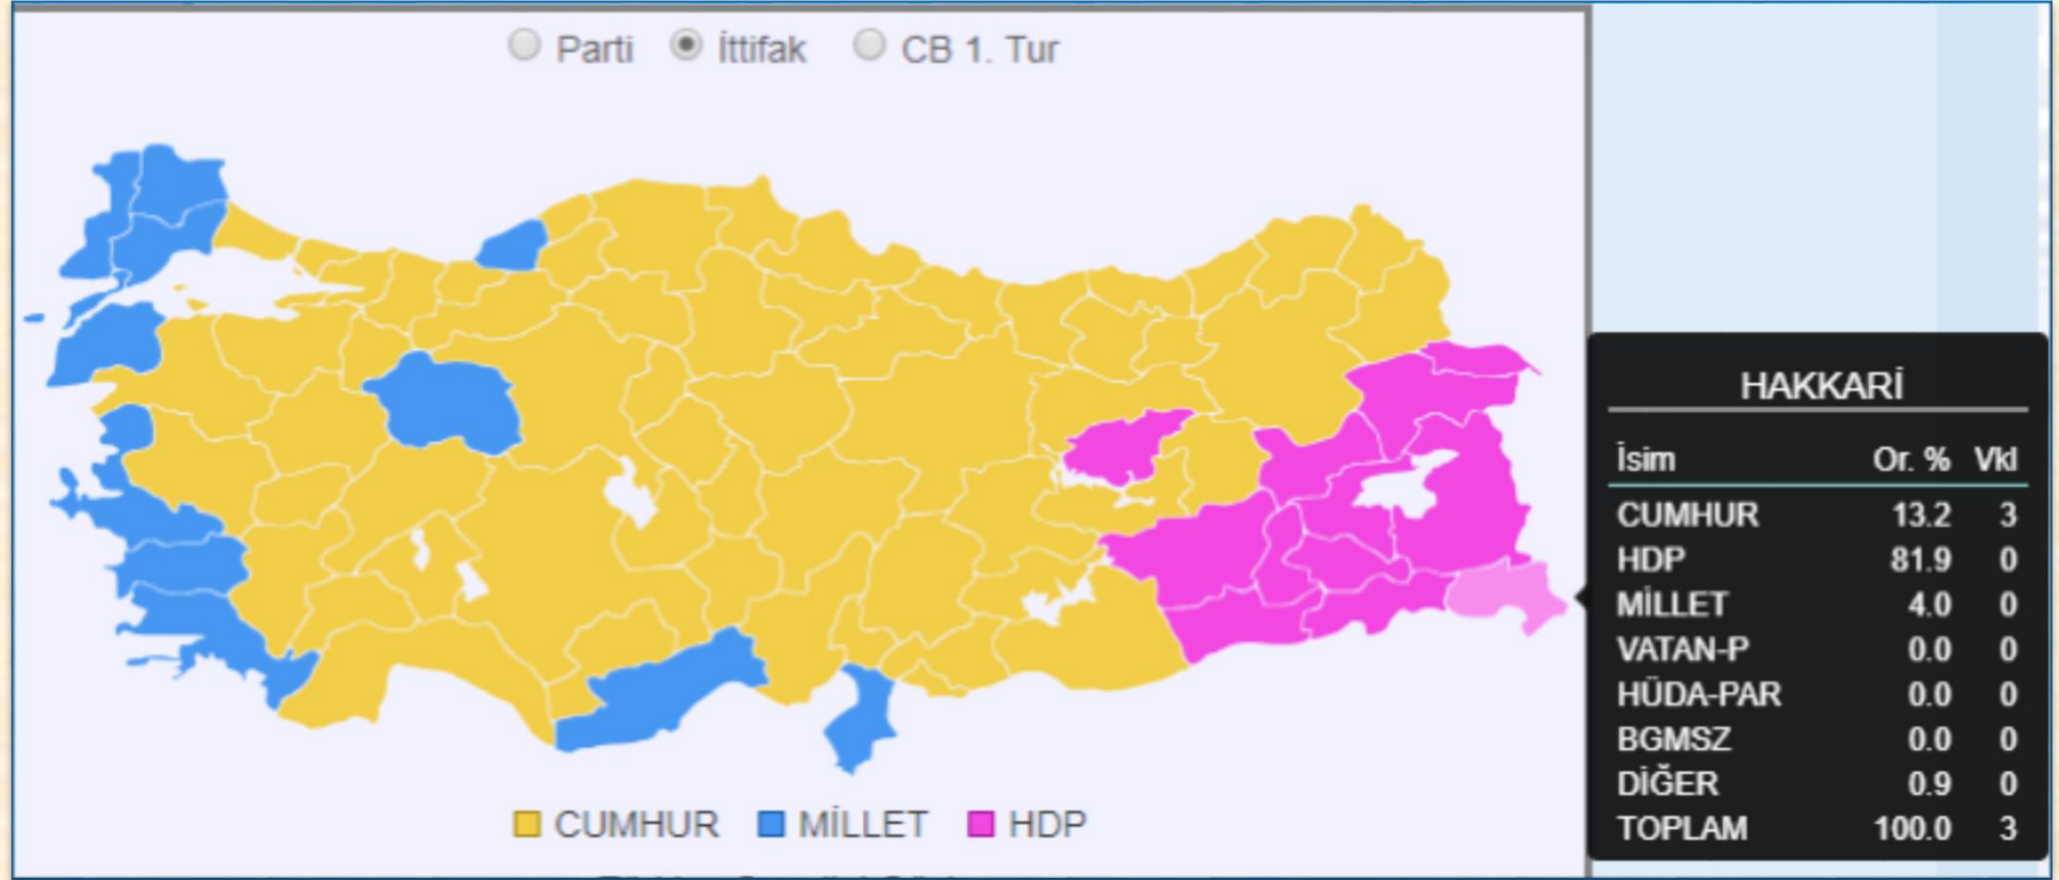 Parti İttifak CB 1. Tur
CUMHUR MİLLET HDP
HAKKARİ
İsim Or. % Vkl
CUMHUR 13.2 3
HDP 81.9 0
MİLLET 4.0 0
VATAN-P 0.0 0
HÜDA-PAR 0.0 0
BGMSZ 0.0 0
DİĞER 0.9 0
TOPLAM 100.0 3